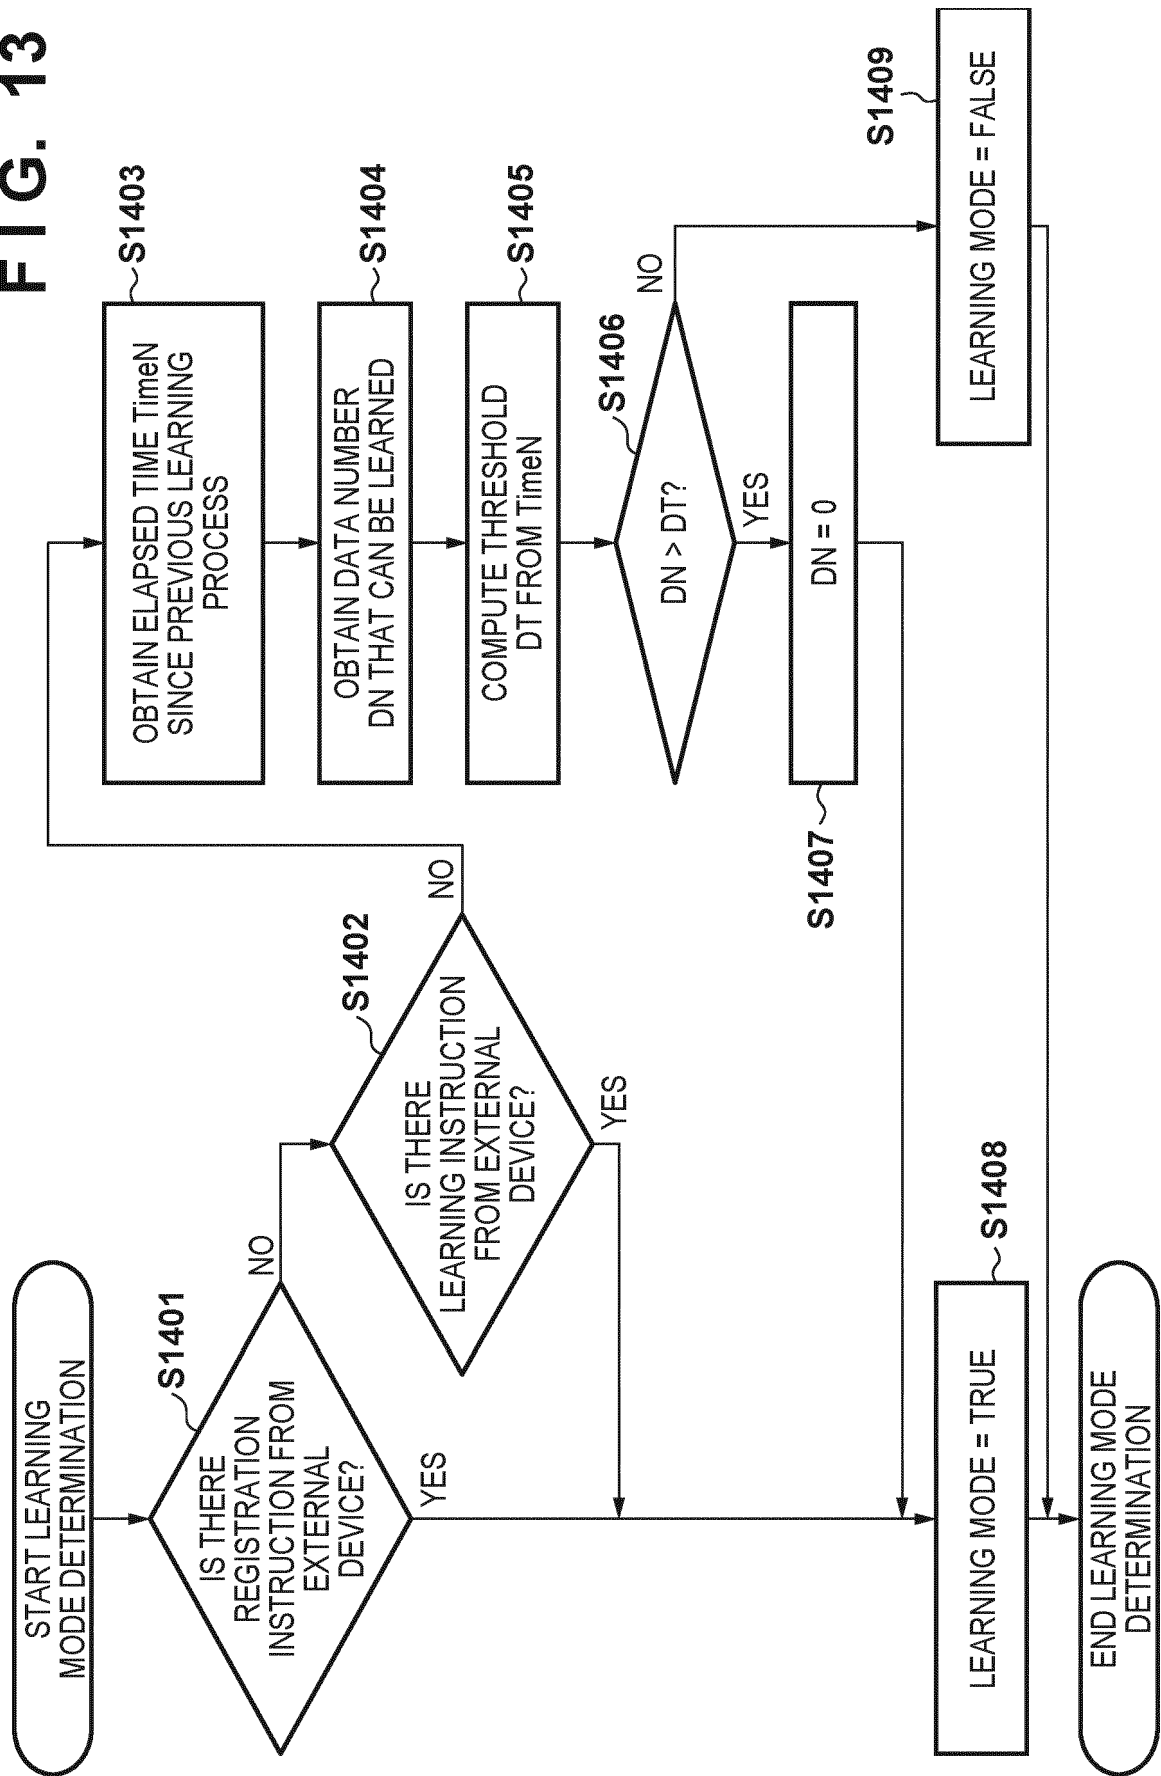 FIG. 13
START LEARNING
MODE DETERMINATION
S1401
IS THERE
REGISTRATION
INSTRUCTION FROM
EXTERNAL
DEVICE?
NO
YES
S1402
IS THERE
LEARNING INSTRUCTION
FROM EXTERNAL
DEVICE?
NO
YES
S1403
OBTAIN ELAPSED TIME TimeN
SINCE PREVIOUS LEARNING
PROCESS
S1404
OBTAIN DATA NUMBER
DN THAT CAN BE LEARNED
S1405
COMPUTE THRESHOLD
DT FROM TimeN
S1406
DN > DT?
NO
YES
S1407
DN = 0
S1408
LEARNING MODE = TRUE
S1409
LEARNING MODE = FALSE
END LEARNING MODE
DETERMINATION